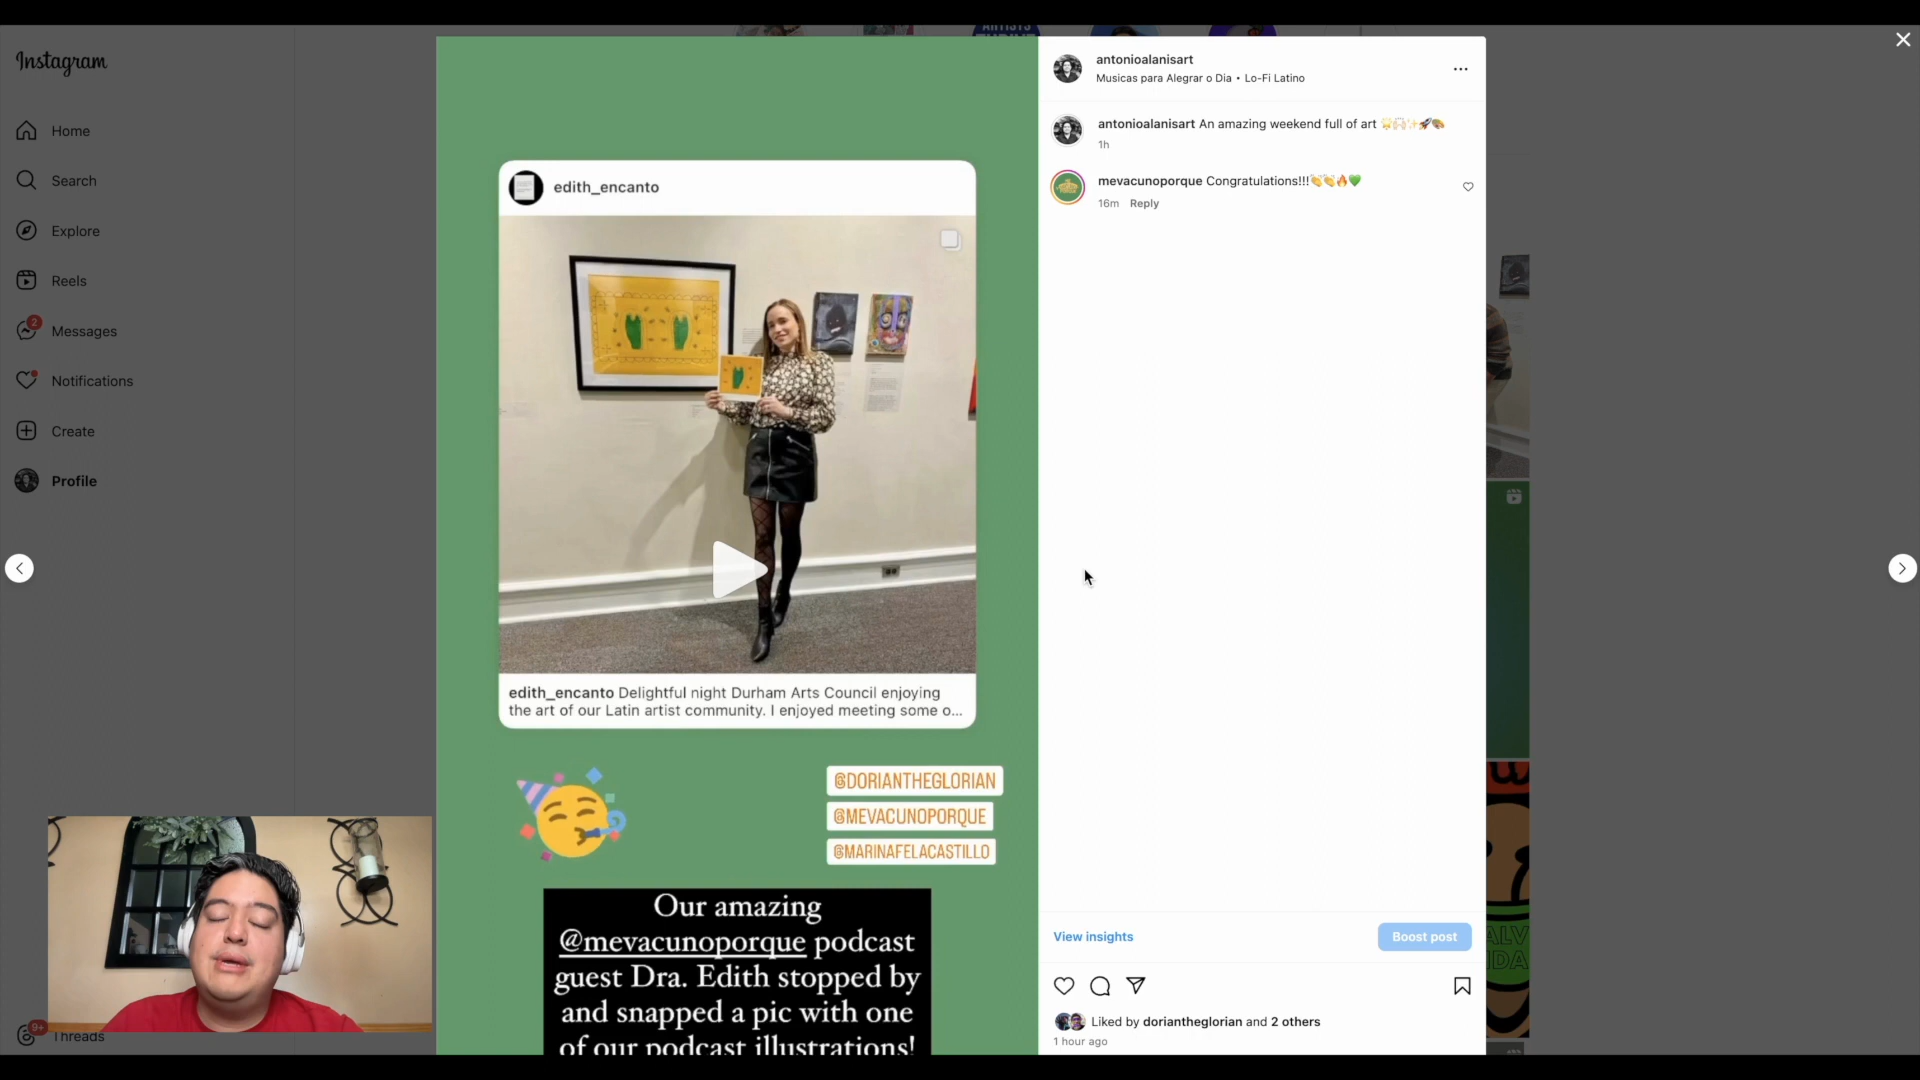 Instagram
Home
Search
Explore
Reels
2
Messages
Notifications
Create
Profile
9+
Threads
edith_encanto
edith_encanto Delightful night Durham Arts Council enjoying
the art of our Latin artist community. I enjoyed meeting some o...
@DORIANTHEGLORIAN
@MEVACUNOPORQUE
@MARINAFELACASTILLO
Our amazing
@mevacunoporque podcast
guest Dra. Edith stopped by
and snapped a pic with one
of our podcast illustrations!
antonioalanisart
Musicas para Alegrar o Dia • Lo-Fi Latino
antonioalanisart An amazing weekend full of art 🌟🙌🏻✨🚀🎨
1h
mevacunoporque Congratulations!!!👏👏🔥💚
16m Reply
View insights
Boost post
Liked by doriantheglorian and 2 others
1 hour ago